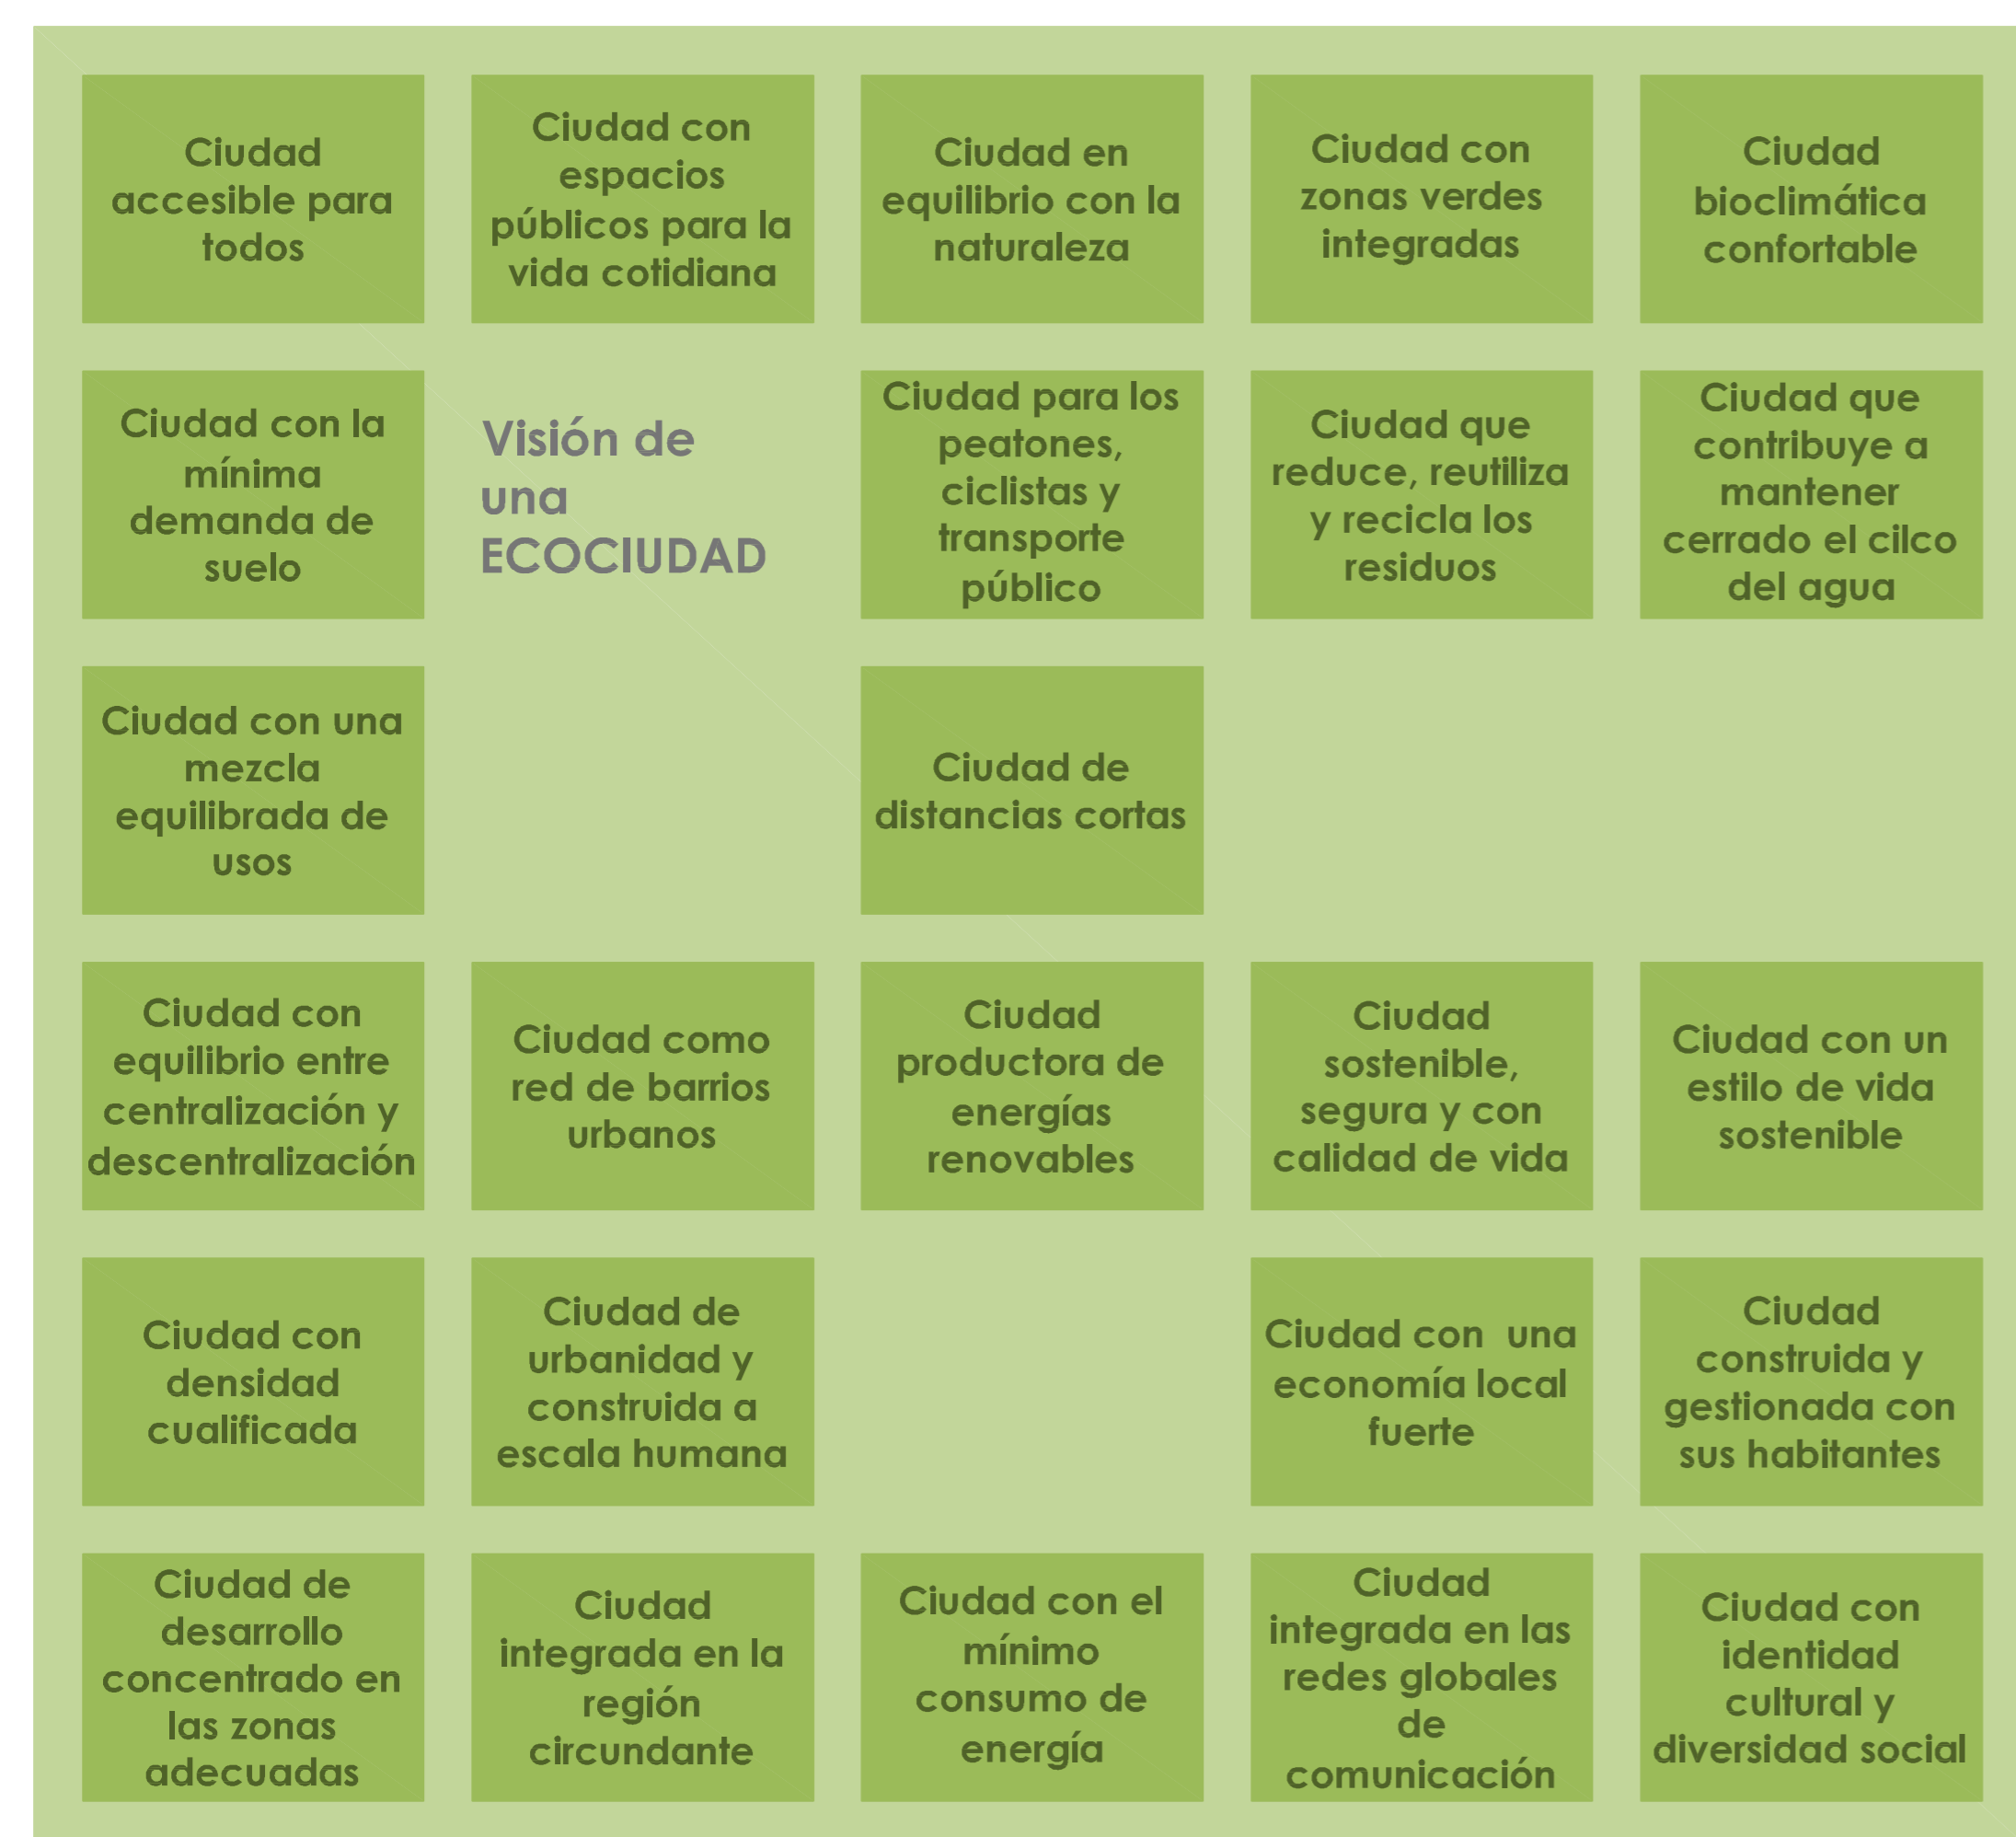 Ciudad
accesible para
todos
Ciudad con
espacios
públicos para la
vida cotidiana
Ciudad en
equilibrio con la
naturaleza
Ciudad con
zonas verdes
integradas
Ciudad
bioclimática
confortable
Ciudad con la
mínima
demanda de
suelo
Visión de
una
ECOCIUDAD
Ciudad para los
peatones,
ciclistas y
transporte
público
Ciudad que
reduce, reutiliza
y recicla los
residuos
Ciudad que
contribuye a
mantener
cerrado el cilco
del agua
Ciudad con una
mezcla
equilibrada de
usos
Ciudad de
distancias cortas
Ciudad con
equilibrio entre
centralización y
descentralización
Ciudad como
red de barrios
urbanos
Ciudad
productora de
energías
renovables
Ciudad
sostenible,
segura y con
calidad de vida
Ciudad con un
estilo de vida
sostenible
Ciudad con
densidad
cualificada
Ciudad de
urbanidad y
construida a
escala humana
Ciudad con una
economía local
fuerte
Ciudad
construida y
gestionada con
sus habitantes
Ciudad de
desarrollo
concentrado en
las zonas
adecuadas
Ciudad
integrada en la
región
circundante
Ciudad con el
mínimo
consumo de
energía
Ciudad
integrada en las
redes globales
de
comunicación
Ciudad con
identidad
cultural y
diversidad social